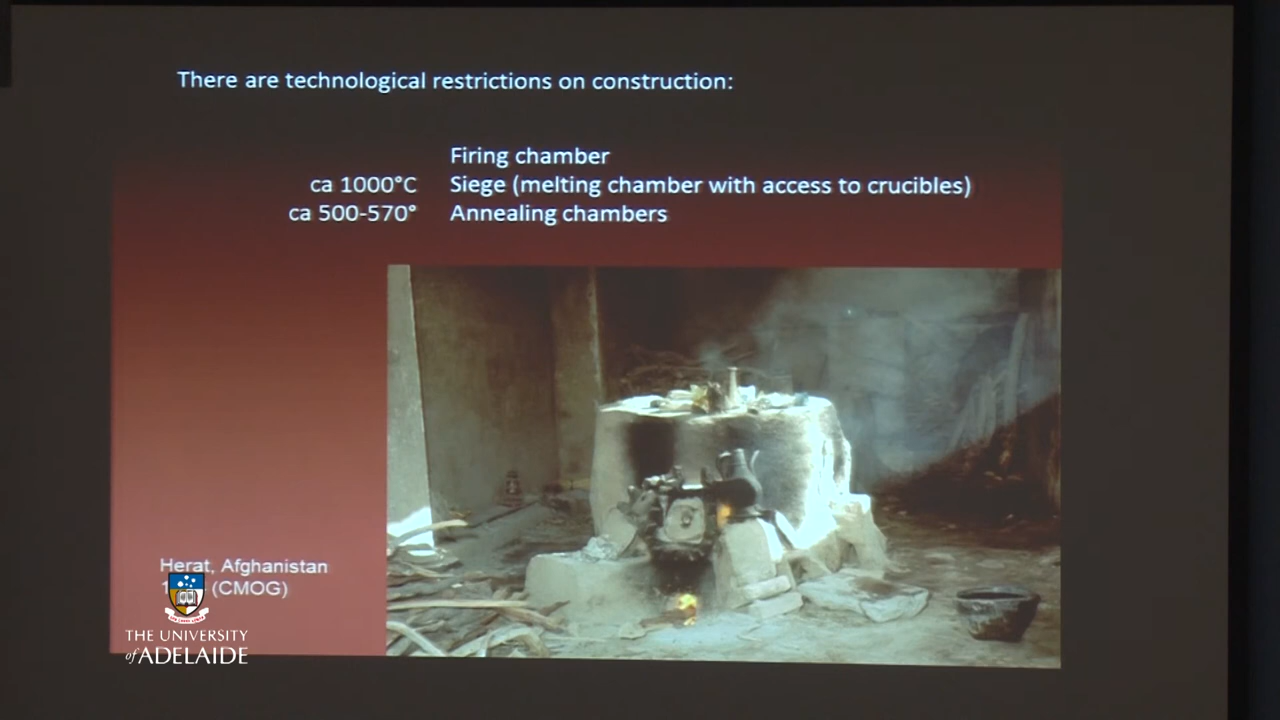 There are technological restrictions on construction:
Firing chamber
ca 1000°C Siege (melting chamber with access to crucibles)
ca 500-570° Annealing chambers
Herat, Afghanistan
(CMOG)
THE UNIVERSITY
of ADELAIDE